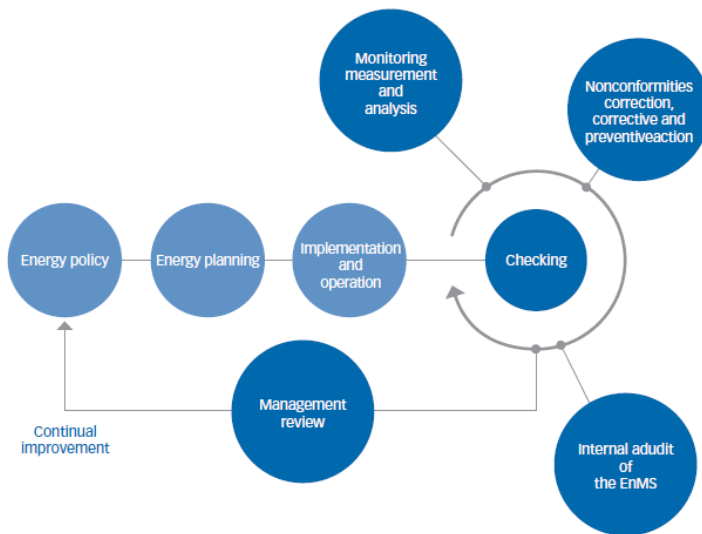 Monitoring
measurement
and
analysis
Nonconformities
correction,
corrective and
preventiveaction
Energy policy
Energy planning
Implementation
and
operation
Checking
Management
review
Continual
improvement
Internal adudit
of
the EnMS